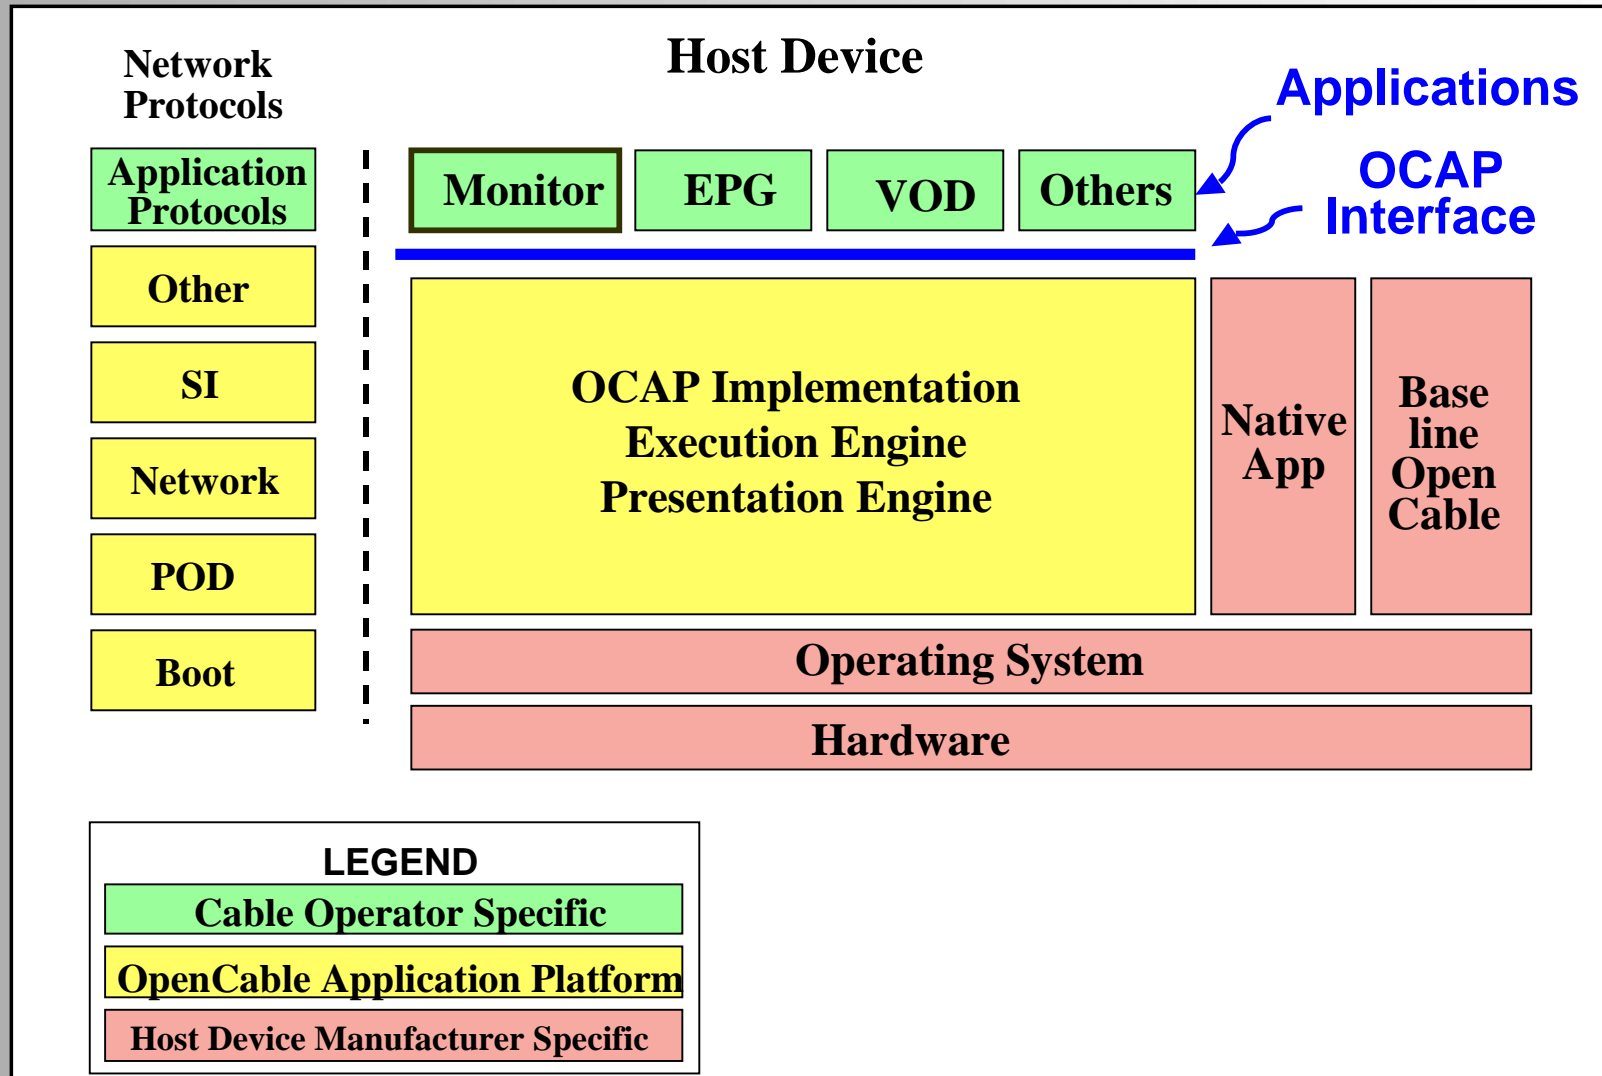 Network
Protocols
Host Device
Applications
OCAP
Interface
Application
Protocols
Monitor
EPG
VOD
Others
Other
SI
Network
POD
Boot
OCAP Implementation
Execution Engine
Presentation Engine
Native
App
Base
line
Open
Cable
Operating System
Hardware
LEGEND
Cable Operator Specific
OpenCable Application Platform
Host Device Manufacturer Specific